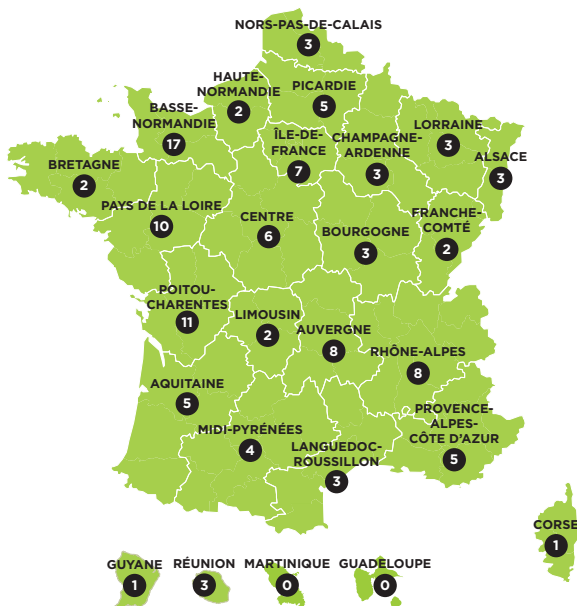 NORS-PAS-DE-CALAIS
3
HAUTE-
NORMANDIE
2
PICARDIE
5
BASSE-
NORMANDIE
17
ÎLE-DE-
FRANCE
7
CHAMPAGNE-
ARDENNE
3
LORRAINE
3
ALSACE
3
BRETAGNE
2
PAYS DE LA LOIRE
10
CENTRE
6
BOURGOGNE
3
FRANCHE-
COMTÉ
2
POITOU-
CHARENTES
11
LIMOUSIN
2
AUVERGNE
8
RHÔNE-ALPES
8
AQUITAINE
5
MIDI-PYRÉNÉES
4
LANGUEDOC-
ROUSSILLON
3
PROVENCE-
ALPES-
CÔTE D'AZUR
5
CORSE
1
GUYANE
1
RÉUNION
3
MARTINIQUE
0
GUADELOUPE
0